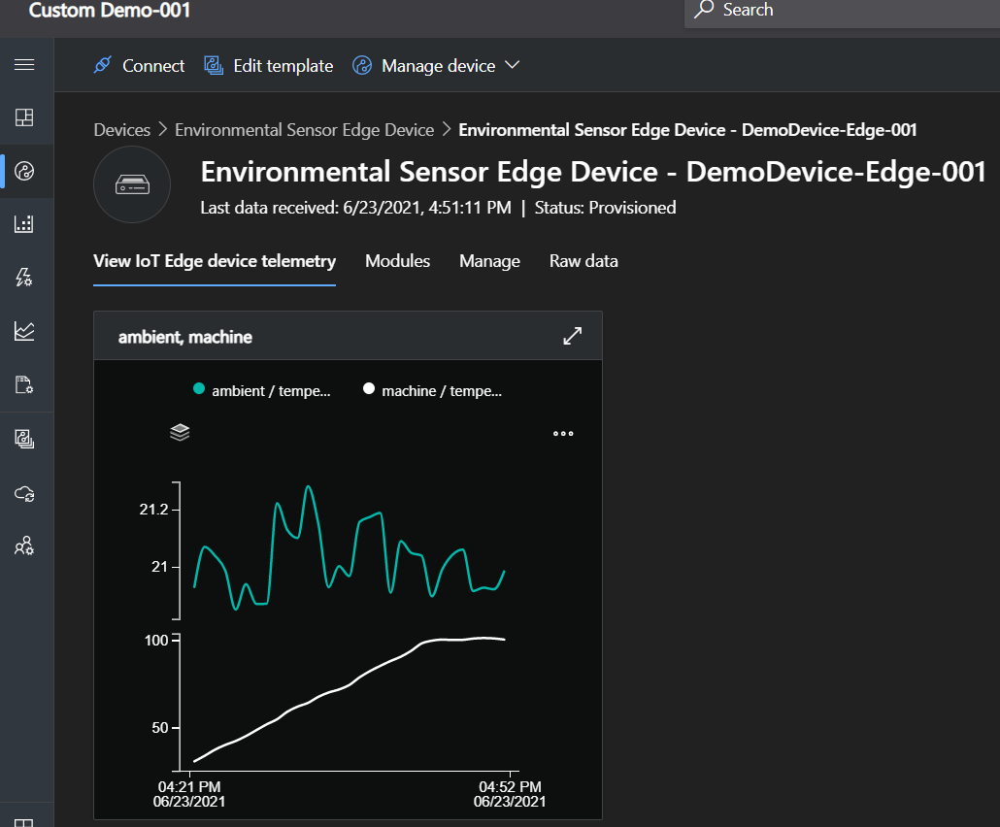 Custom Demo-001
Search
Connect
Edit template
Manage device
Devices > Environmental Sensor Edge Device > Environmental Sensor Edge Device - DemoDevice-Edge-001
Environmental Sensor Edge Device - DemoDevice-Edge-001
Last data received: 6/23/2021, 4:51:11 PM | Status: Provisioned
View IoT Edge device telemetry
Modules
Manage
Raw data
ambient, machine
ambient / tempe...
machine / tempe...
21.2
21
100
50
04:21 PM
06/23/2021
04:52 PM
06/23/2021